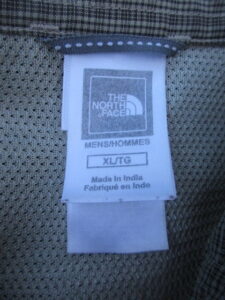 THE
NORTH
FACE
MENS/HOMMES
XL/TG
Made in India
Fabriqué en Inde